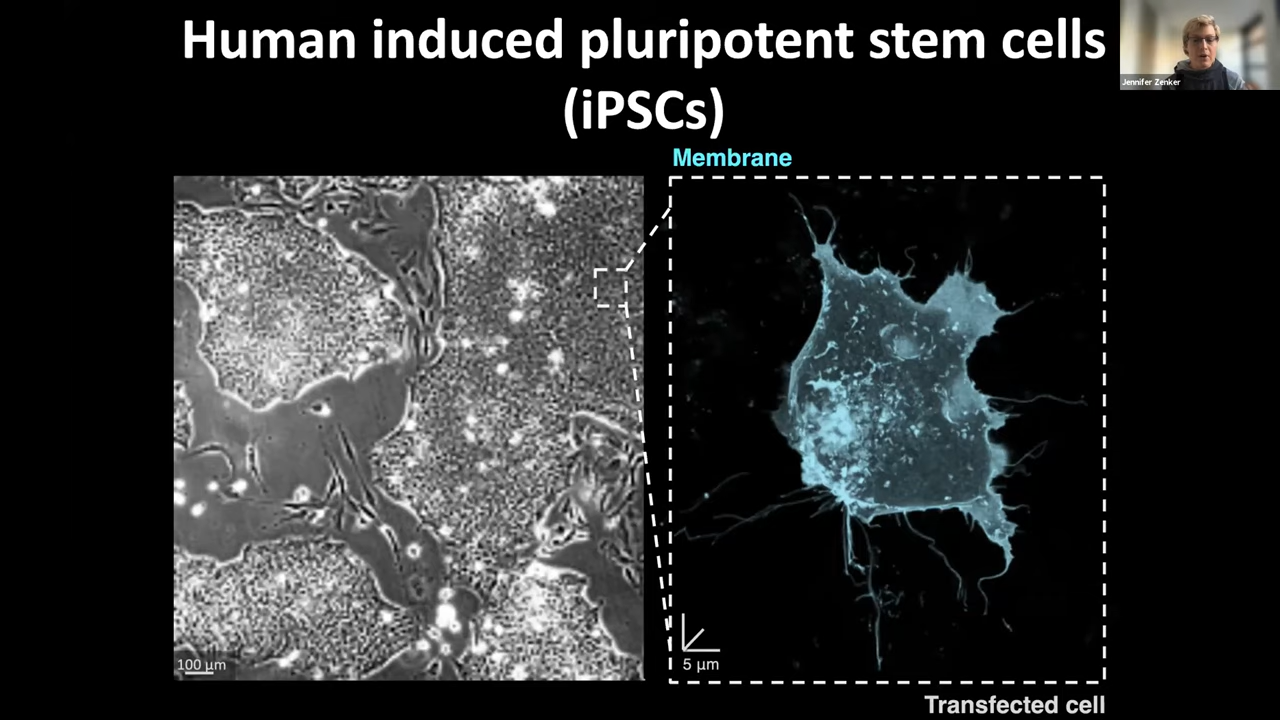 Human induced pluripotent stem cells
(iPSCs)
Jennifer Zenker
Membrane
100 µm
5 µm
Transfected cell